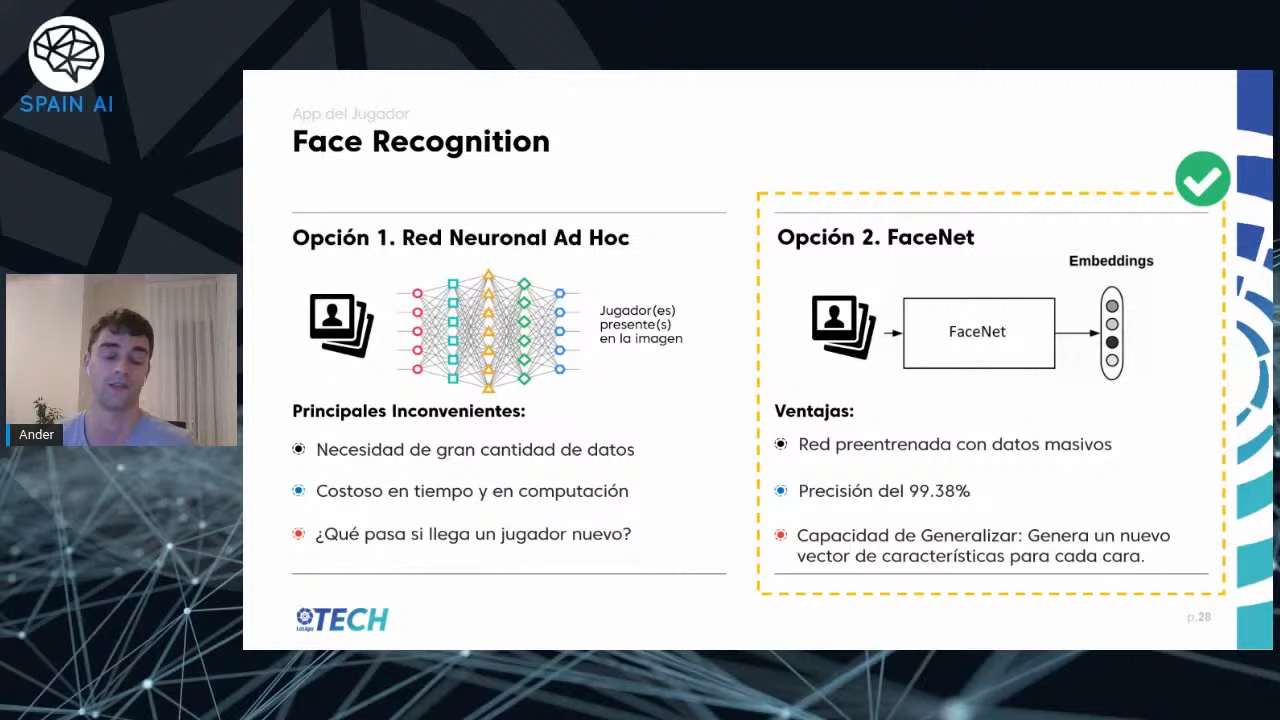 SPAIN AI
App del Jugador
Face Recognition
Opción 1. Red Neuronal Ad Hoc
Jugador(es)
presente(s)
en la imagen
Principales Inconvenientes:
Necesidad de gran cantidad de datos
Costoso en tiempo y en computación
¿Qué pasa si llega un jugador nuevo?
Opción 2. FaceNet
Embeddings
FaceNet
Ventajas:
Red preentrenada con datos masivos
Precisión del 99.38%
Capacidad de Generalizar: Genera un nuevo
vector de características para cada cara.
Ander
LaLiga
TECH
p.28